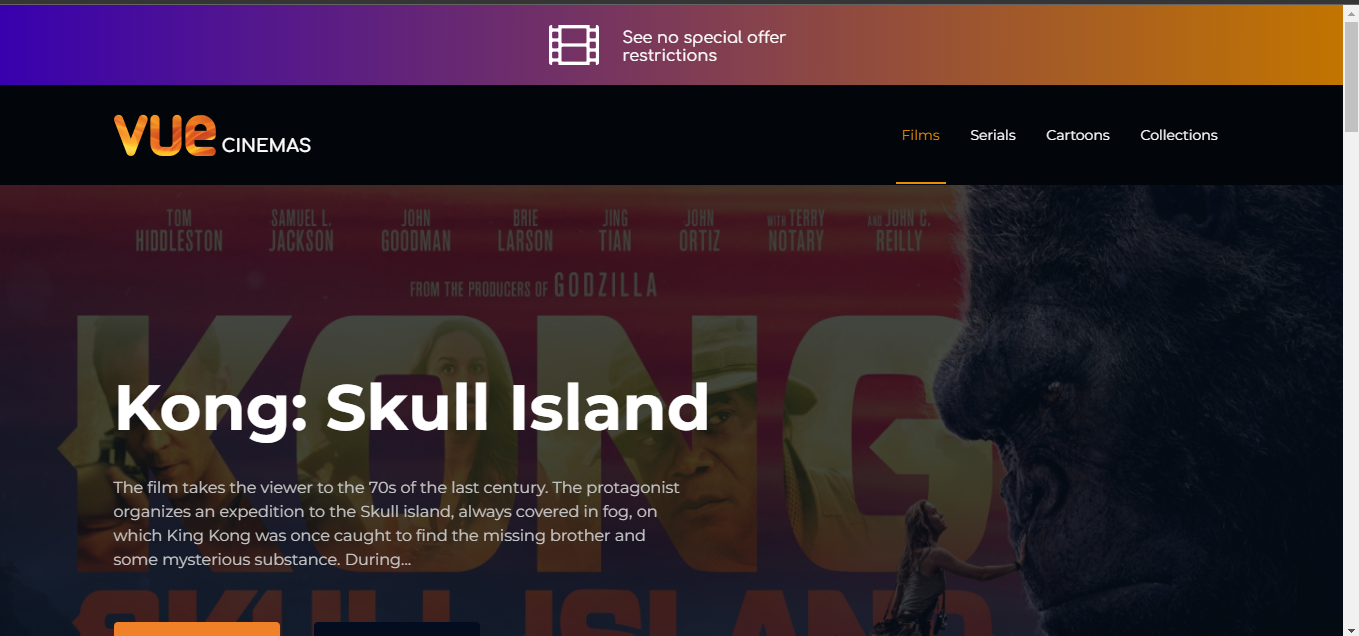 See no special offer
restrictions
vue CINEMAS
Films Serials Cartoons Collections
TOM HIDDLESTON
SAMUEL L. JACKSON
JOHN GOODMAN
BRIE LARSON
JING TIAN
JOHN ORTIZ
WITH TERRY NOTARY
AND JOHN C. REILLY
FROM THE PRODUCERS OF GODZILLA
KONG
Kong: Skull Island
The film takes the viewer to the 70s of the last century. The protagonist
organizes an expedition to the Skull island, always covered in fog, on
which King Kong was once caught to find the missing brother and
some mysterious substance. During...
SKULL ISLAND